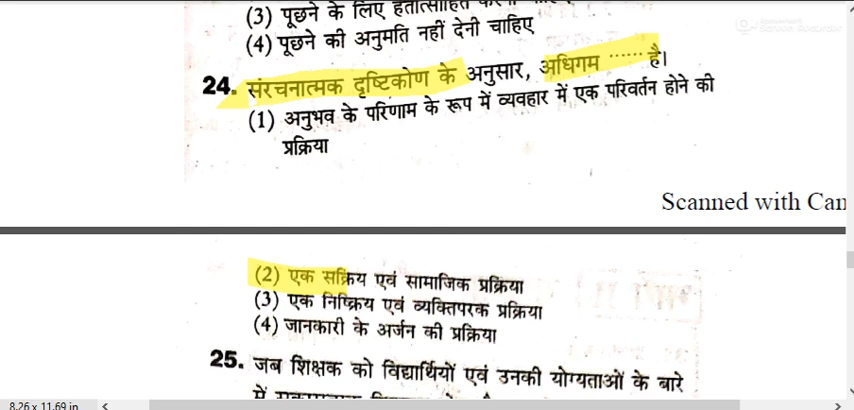 (3) पूछने के लिए हतोत्साहित
(4) पूछने की अनुमति नहीं देनी चाहिए
24. संरचनात्मक दृष्टिकोण के अनुसार, अधिगम ...... है।
(1) अनुभव के परिणाम के रूप में व्यवहार में एक परिवर्तन होने की
प्रक्रिया
Scanned with Can
(2) एक सक्रिय एवं सामाजिक प्रक्रिया
(3) एक निष्क्रिय एवं व्यक्तिपरक प्रक्रिया
(4) जानकारी के अर्जन की प्रक्रिया
25. जब शिक्षक को विद्यार्थियों एवं उनकी योग्यताओं के बारे
में
8.26 x 11.69 in